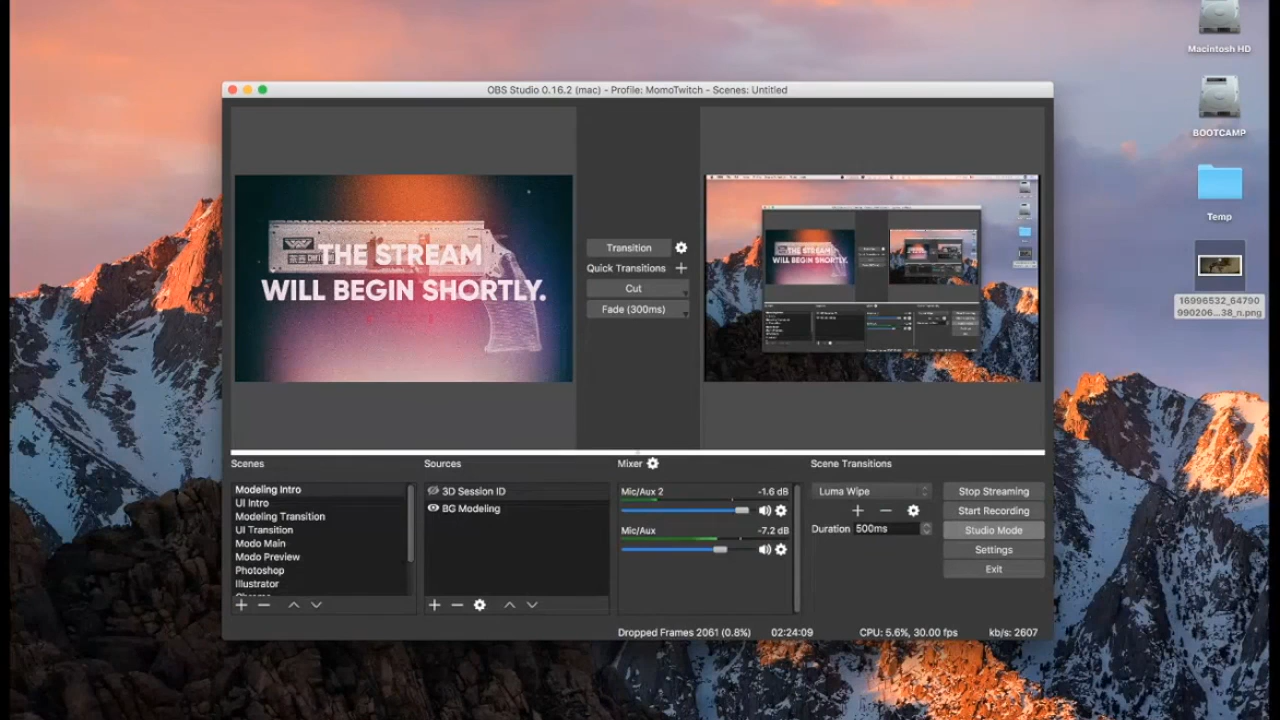 Macintosh HD
OBS Studio 0.16.2 (mac) - Profile: MomoTwitch - Scenes: Untitled
BOOTCAMP
Temp
THE STREAM
WILL BEGIN SHORTLY.
Transition
Quick Transitions
Cut
Fade (300ms)
16996532_64790
990206...38_n.png
Scenes
Sources
Mixer
Scene Transitions
Modeling Intro
UI Intro
Modeling Transition
UI Transition
Modo Main
Modo Preview
Photoshop
Illustrator
3D Session ID
BG Modeling
Mic/Aux 2
-1.6 dB
Mic/Aux
-7.2 dB
Luma Wipe
Duration 500ms
Stop Streaming
Start Recording
Studio Mode
Settings
Exit
Dropped Frames 2061 (0.8%)
02:24:09
CPU: 5.6%, 30.00 fps
kb/s: 2607